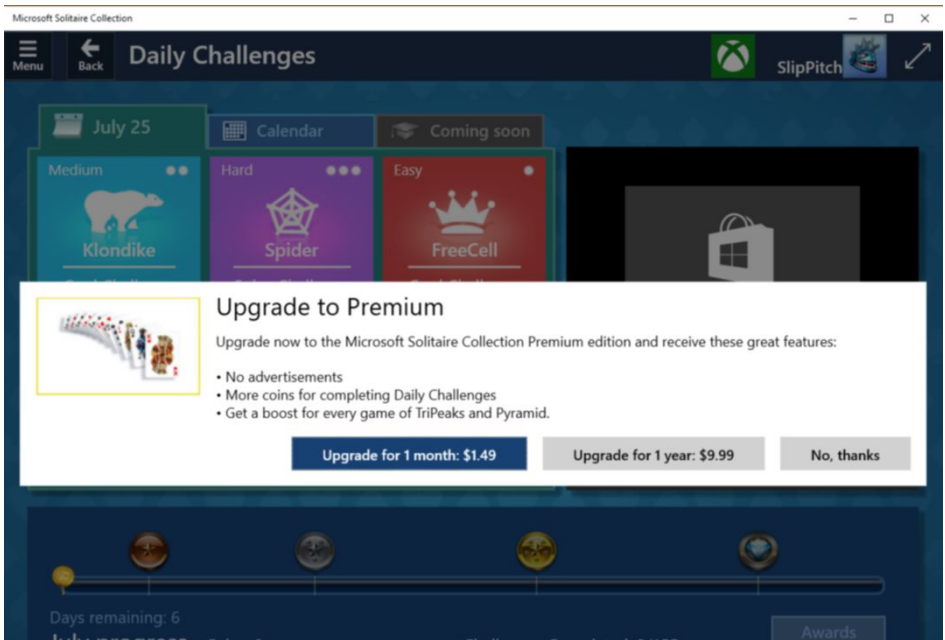 Microsoft Solitaire Collection
Menu
Back
Daily Challenges
SlipPitch
July 25
Calendar
Coming soon
Medium
Hard
Easy
Klondike
Spider
FreeCell
Upgrade to Premium
Upgrade now to the Microsoft Solitaire Collection Premium edition and receive these great features:
• No advertisements
• More coins for completing Daily Challenges
• Get a boost for every game of TriPeaks and Pyramid.
Upgrade for 1 month: $1.49
Upgrade for 1 year: $9.99
No, thanks
Days remaining: 6
July progress
Awards